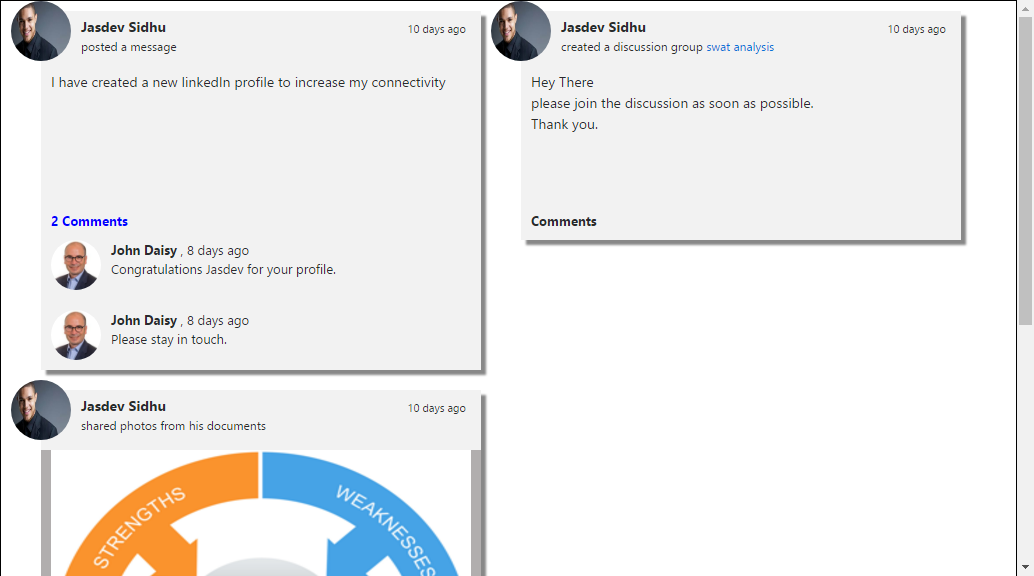 Jasdev Sidhu
10 days ago
posted a message
I have created a new linkedIn profile to increase my connectivity
2 Comments
John Daisy , 8 days ago
Congratulations Jasdev for your profile.
John Daisy , 8 days ago
Please stay in touch.
Jasdev Sidhu
10 days ago
created a discussion group swat analysis
Hey There
please join the discussion as soon as possible.
Thank you.
Comments
Jasdev Sidhu
10 days ago
shared photos from his documents
STRENGTHS
WEAKNESSES